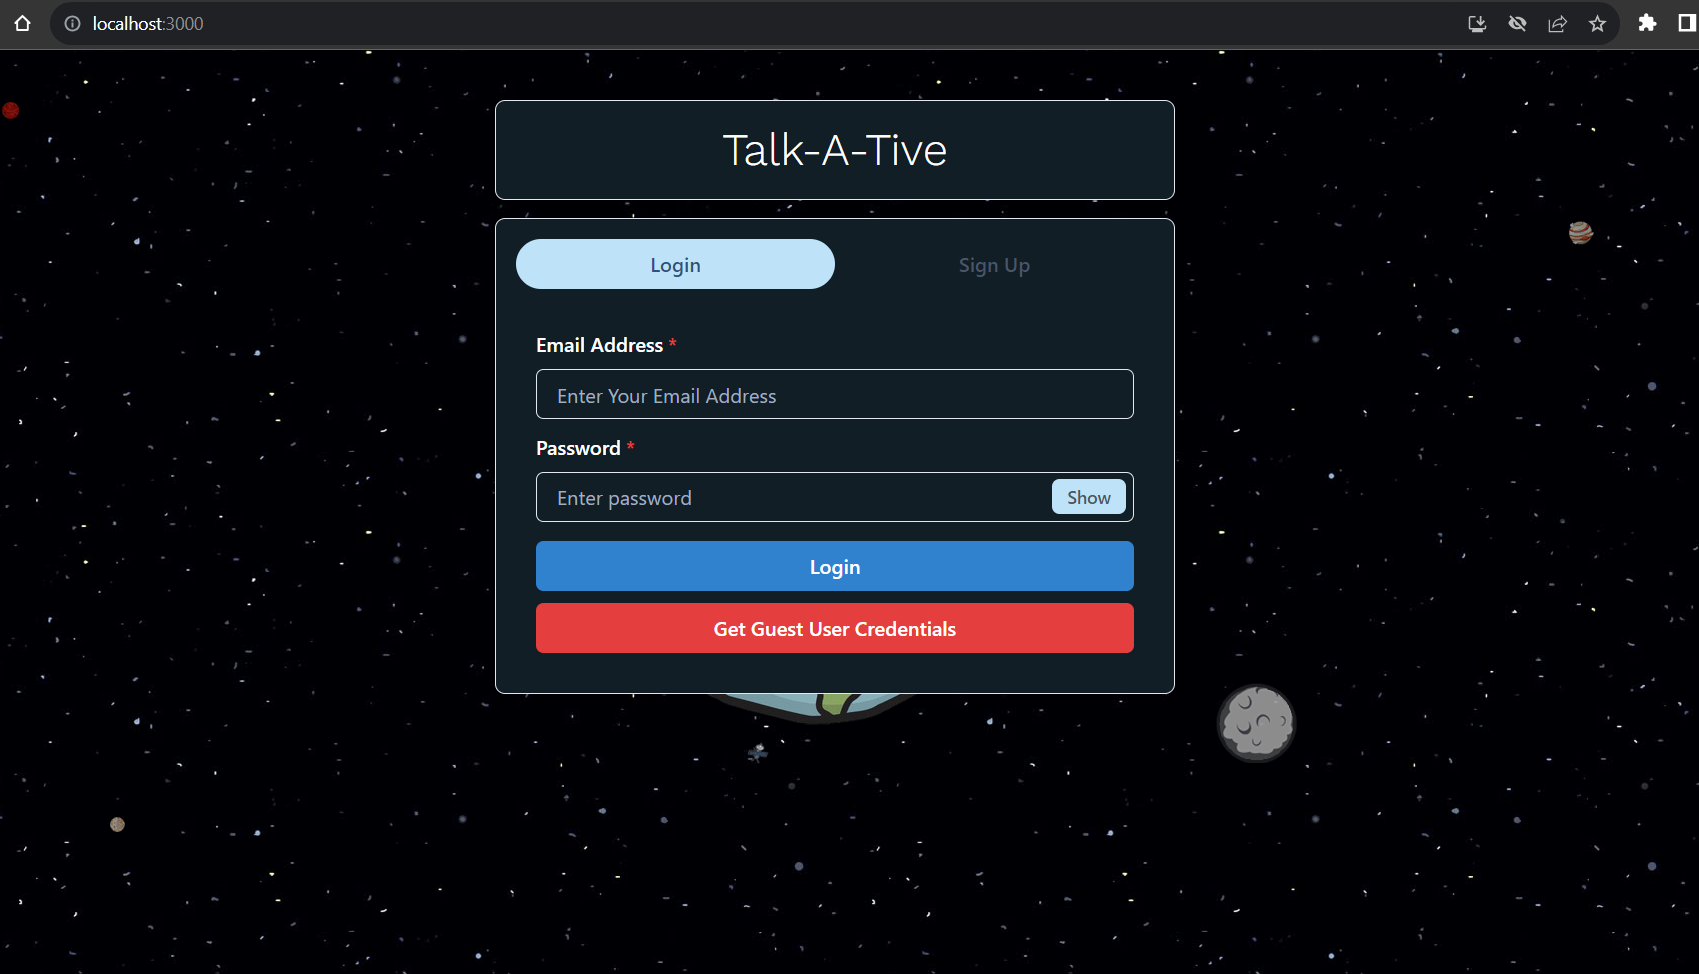 localhost:3000
Talk-A-Tive
Login
Sign Up
Email Address *
Enter Your Email Address
Password *
Enter password
Show
Login
Get Guest User Credentials